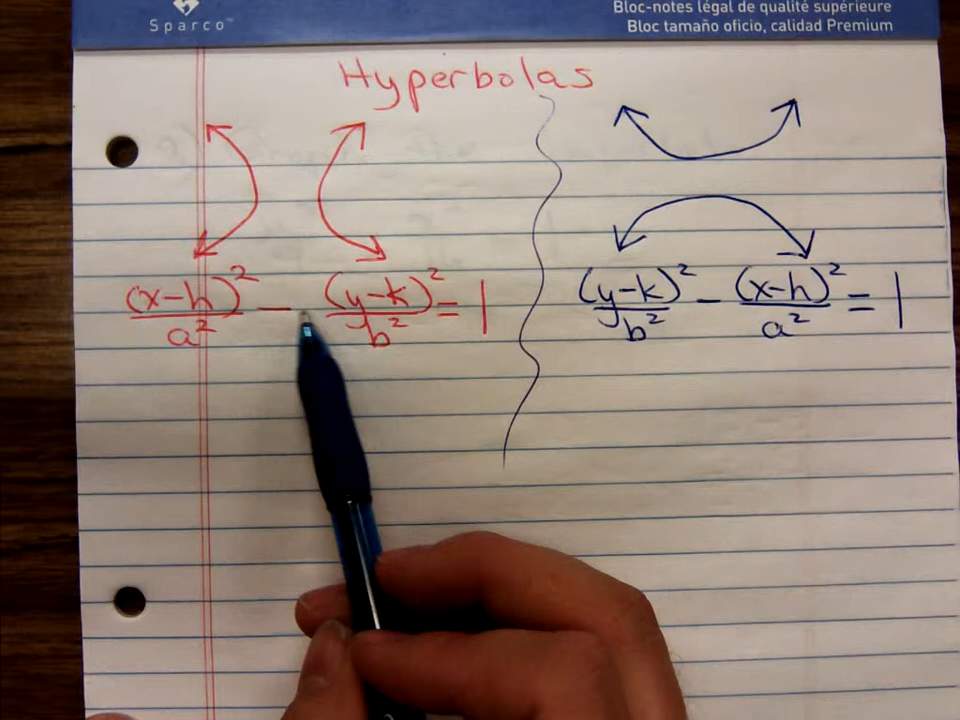 Sparco™
Bloc-notes légal de qualité supérieure
Bloc tamaño oficio, calidad Premium
Hyperbolas
(x-h)²/a² - (y-k)²/b² = 1
(y-k)²/b² - (x-h)²/a² = 1